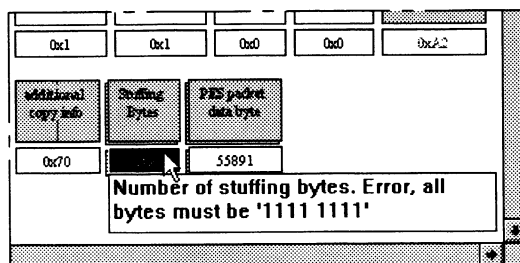 0x1 0x1 0x0 0x0 0xA2
additional Stuffing PES packet
copy info Bytes data byte
0x70 55891
Number of stuffing bytes. Error, all
bytes must be '1111 1111'